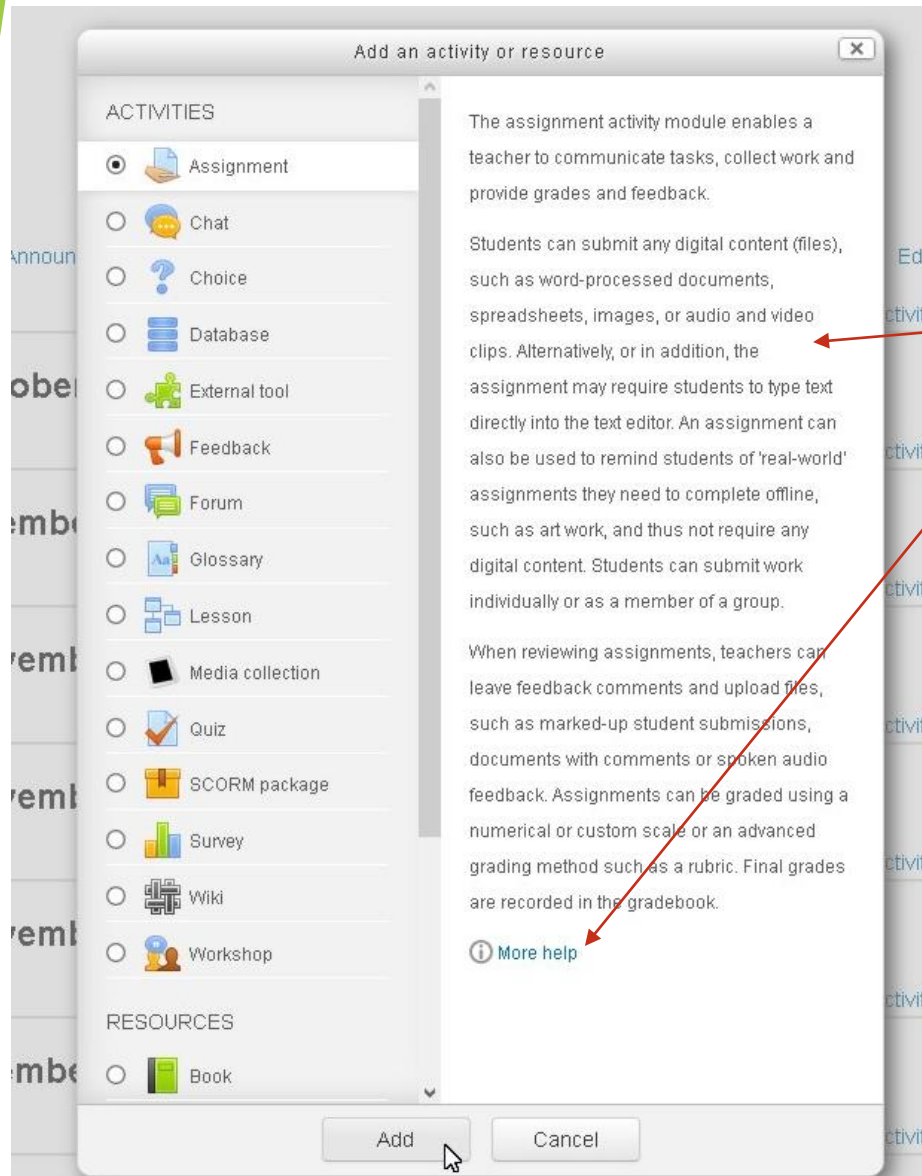 Add an activity or resource
ACTIVITIES
Assignment
Chat
Choice
Database
External tool
Feedback
Forum
Glossary
Lesson
Media collection
Quiz
SCORM package
Survey
Wiki
Workshop
RESOURCES
Book
The assignment activity module enables a
teacher to communicate tasks, collect work and
provide grades and feedback.
Students can submit any digital content (files),
such as word-processed documents,
spreadsheets, images, or audio and video
clips. Alternatively, or in addition, the
assignment may require students to type text
directly into the text editor. An assignment can
also be used to remind students of 'real-world'
assignments they need to complete offline,
such as art work, and thus not require any
digital content. Students can submit work
individually or as a member of a group.
When reviewing assignments, teachers can
leave feedback comments and upload files,
such as marked-up student submissions,
documents with comments or spoken audio
feedback. Assignments can be graded using a
numerical or custom scale or an advanced
grading method such as a rubric. Final grades
are recorded in the gradebook.
More help
Add
Cancel